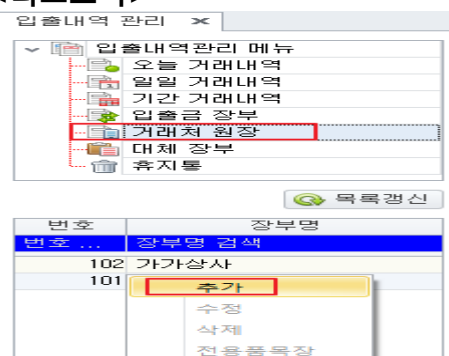 입출내역 관리 ×
입출내역관리 메뉴
오늘 거래내역
일일 거래내역
기간 거래내역
입출금 장부
거래처 원장
대체 장부
휴지통
목록갱신
번호 장부명
번호 ... 장부명 검색
102 가가상사
101
추가
수정
삭제
전용품목장